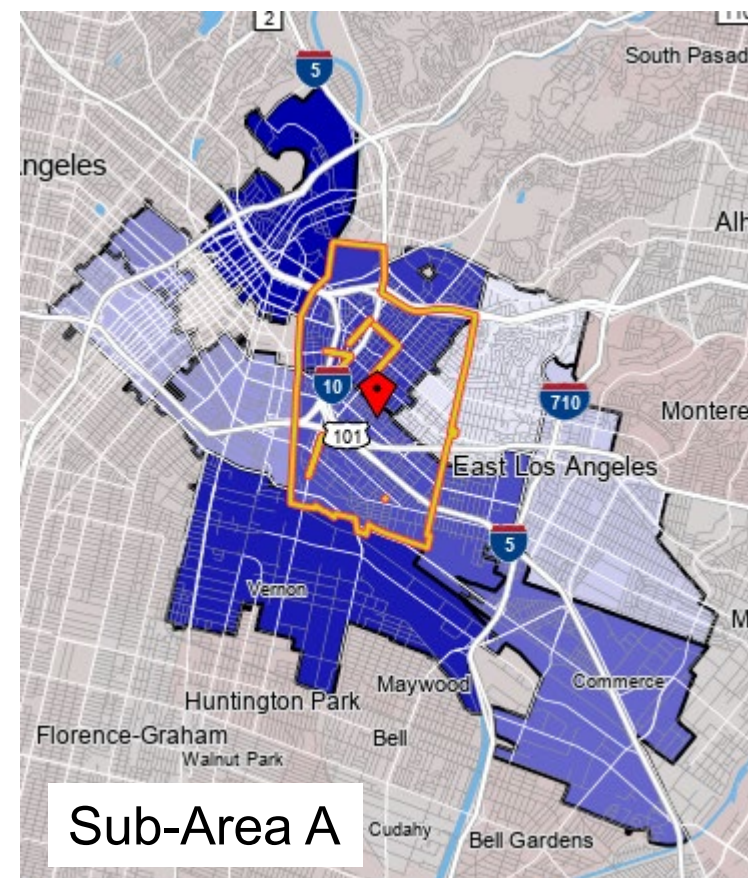 2
5
South Pasad
ngeles
Alh
10
710
Montere
101
East Los Angeles
5
Vernon
M
Maywood
Commerce
Huntington Park
Florence-Graham
Bell
Walnut Park
Sub-Area A
Cudahy
Bell Gardens